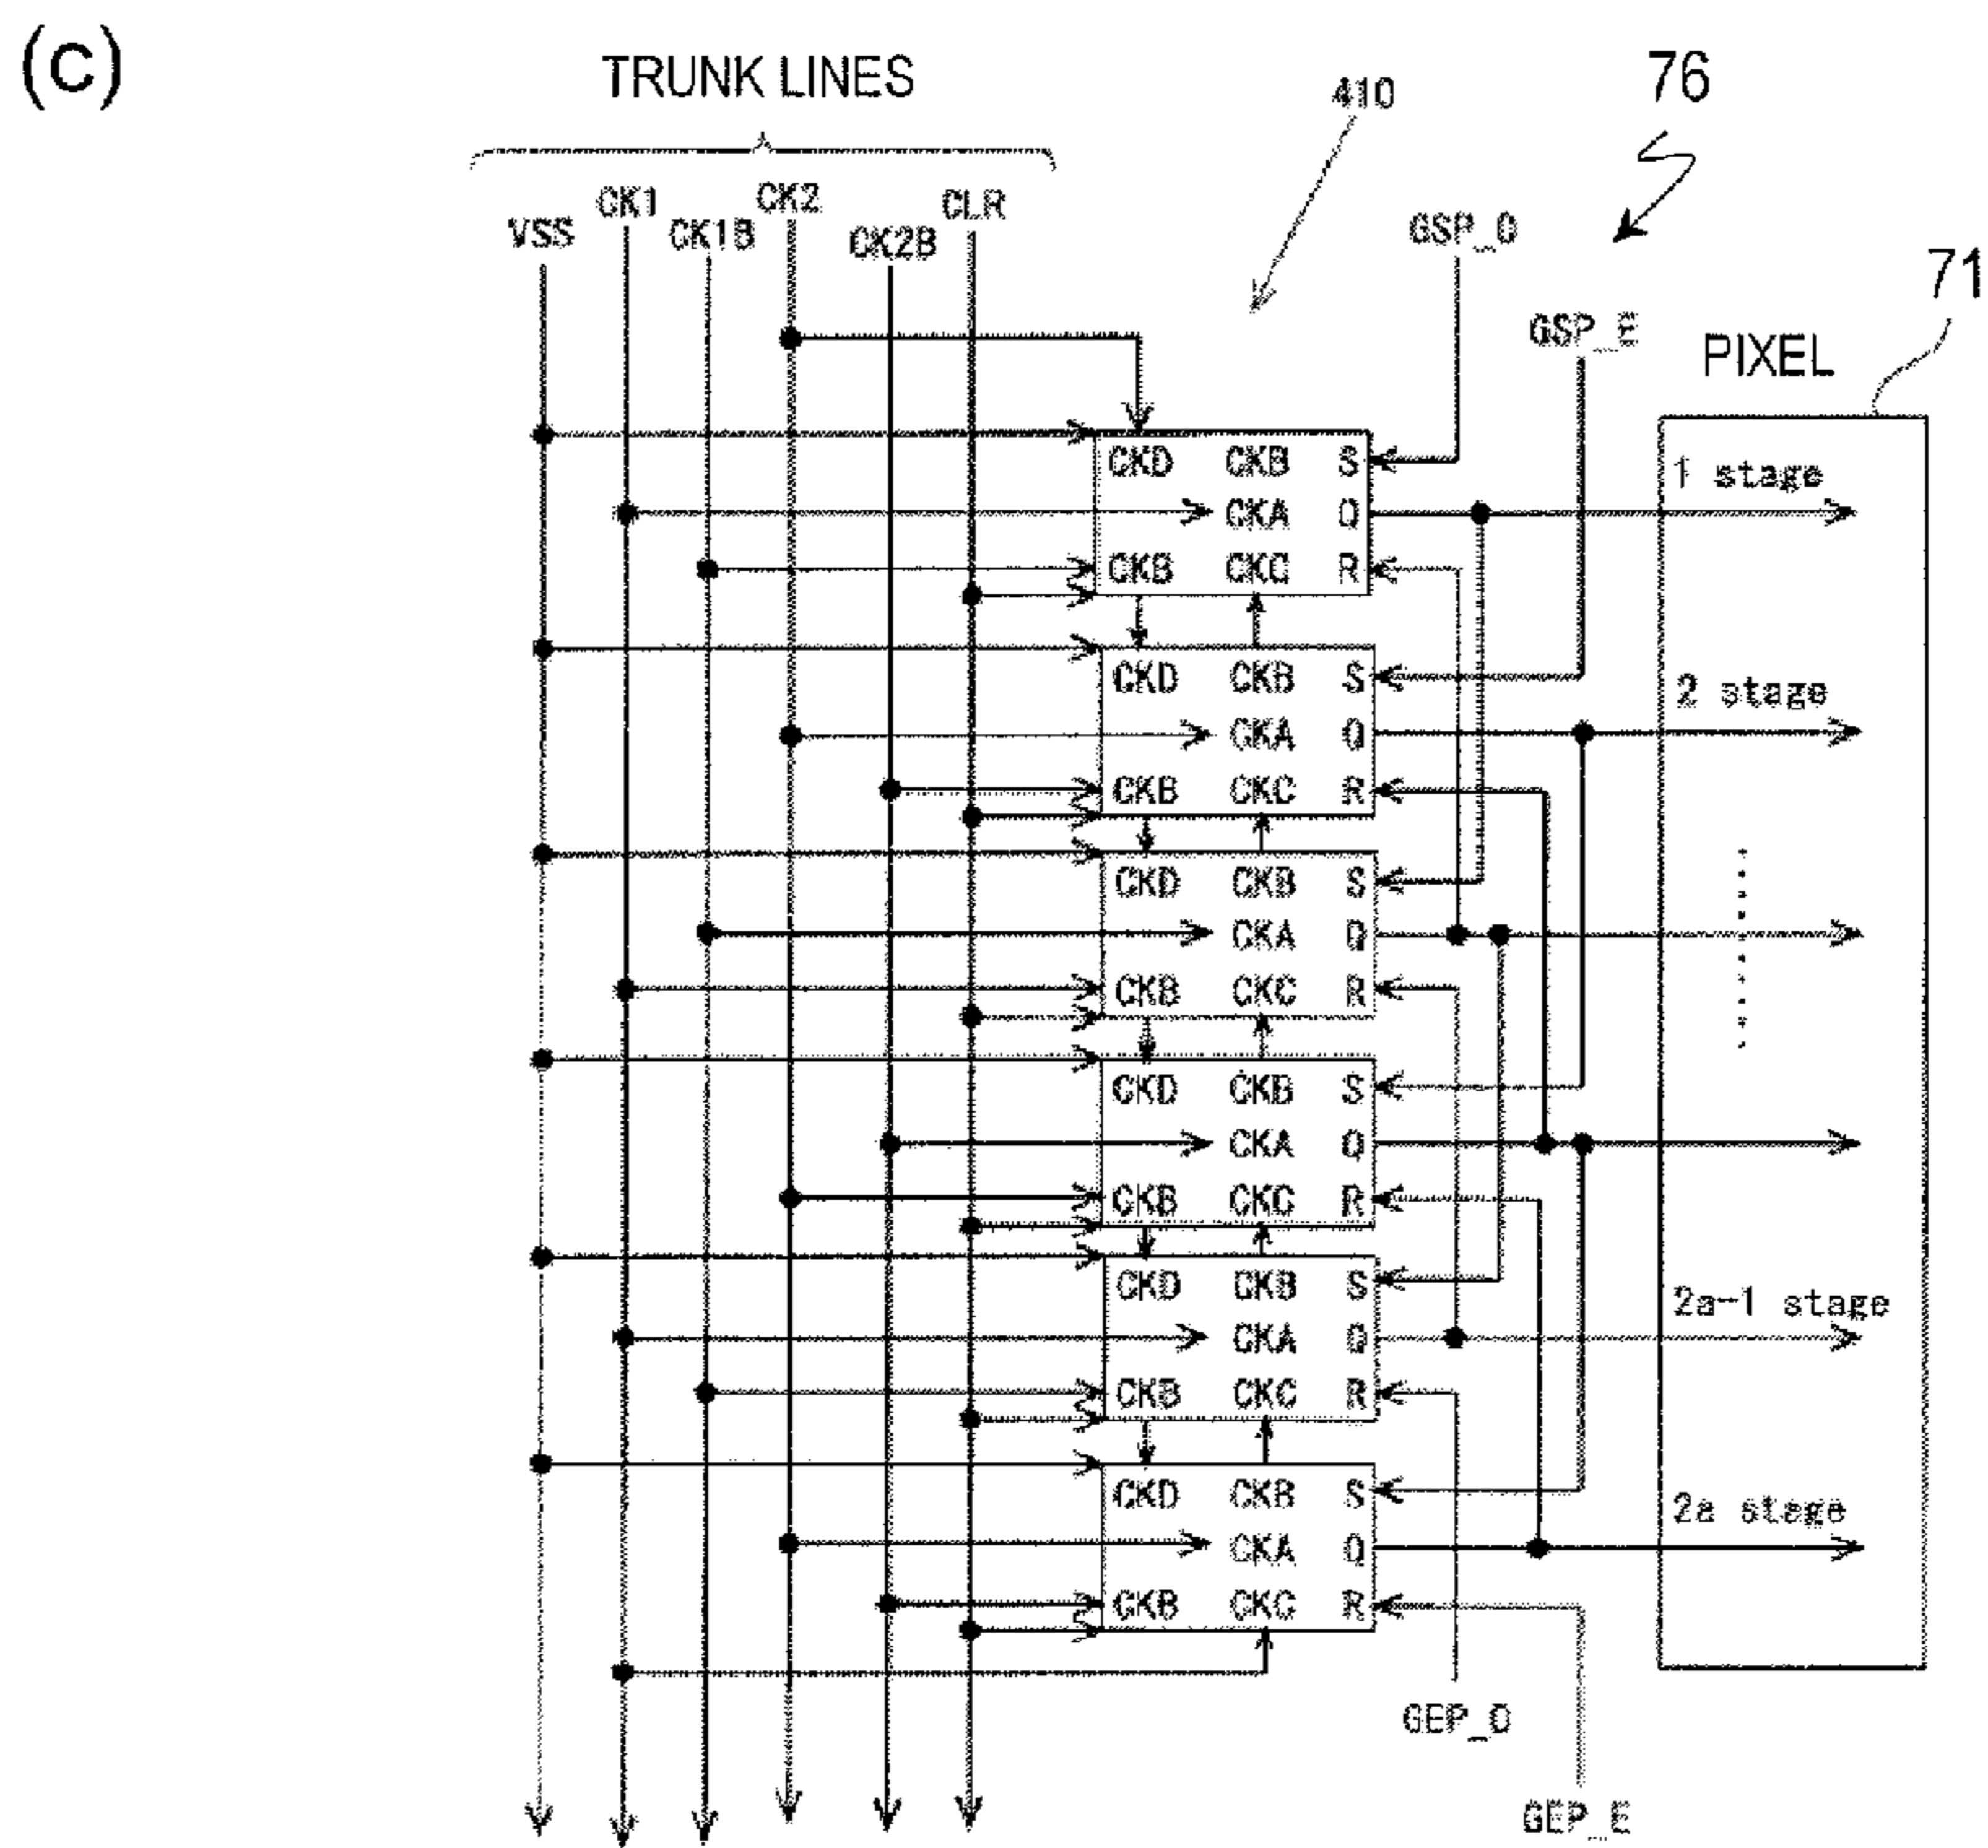 (c)
TRUNK LINES
410
76
VSS CK1 CK1B CK2 CK2B CLR
GSP_O
GSP_E
71
PIXEL
CKD CKB S
CKA Q
CKB CKC R
1 stage
CKD CKB S
CKA Q
CKB CKC R
2 stage
CKD CKB S
CKA Q
CKB CKC R
CKD CKB S
CKA Q
CKB CKC R
CKD CKB S
CKA Q
CKB CKC R
2a-1 stage
CKD CKB S
CKA Q
CKB CKC R
2a stage
GEP_O
GEP_E